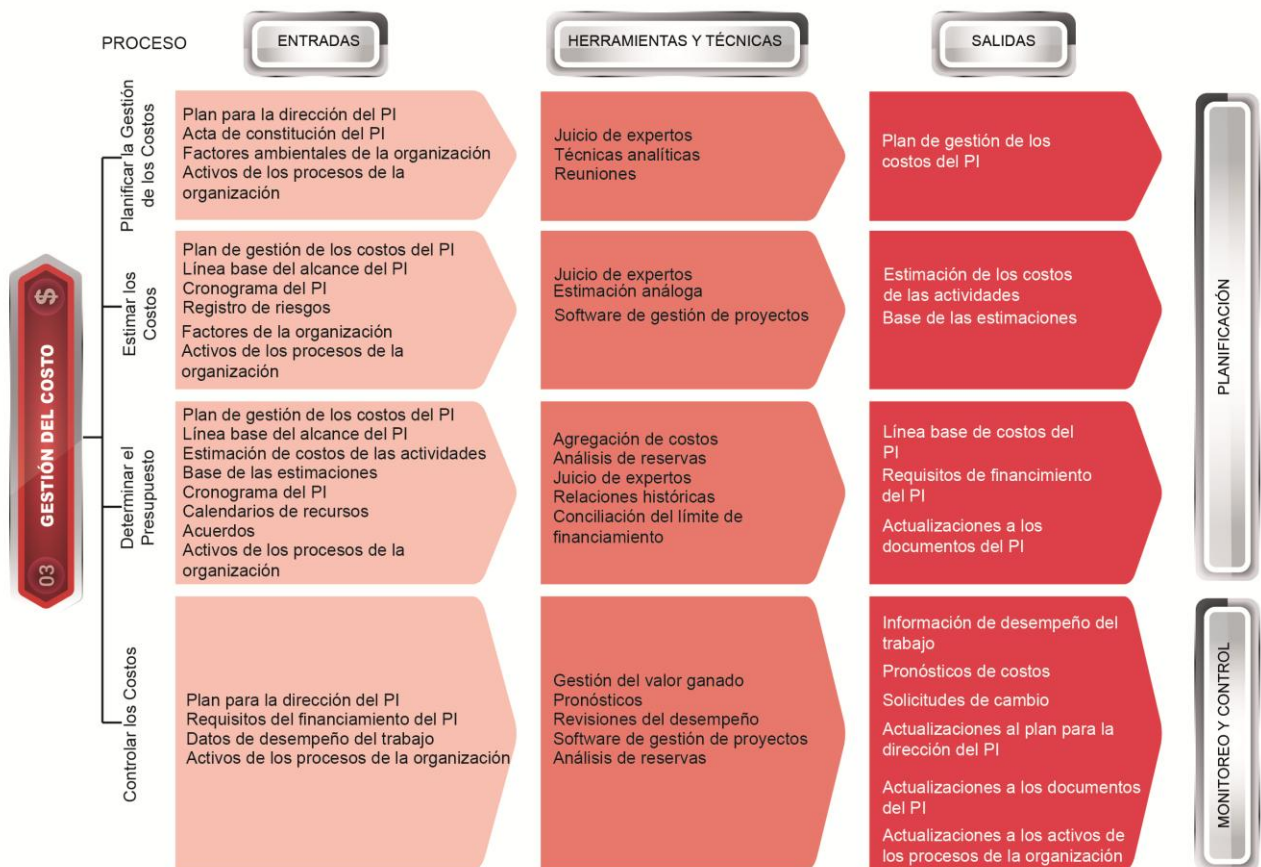 PROCESO
ENTRADAS
HERRAMIENTAS Y TÉCNICAS
SALIDAS
GESTIÓN DEL COSTO
03
$
Planificar la Gestión
de los Costos
Plan para la dirección del PI
Acta de constitución del PI
Factores ambientales de la organización
Activos de los procesos de la
organización
Juicio de expertos
Técnicas analíticas
Reuniones
Plan de gestión de los
costos del PI
Estimar los
Costos
Plan de gestión de los costos del PI
Línea base del alcance del PI
Cronograma del PI
Registro de riesgos
Factores de la organización
Activos de los procesos de la
organización
Juicio de expertos
Estimación análoga
Software de gestión de proyectos
Estimación de los costos
de las actividades
Base de las estimaciones
Determinar el
Presupuesto
Plan de gestión de los costos del PI
Línea base del alcance del PI
Estimación de costos de las actividades
Base de las estimaciones
Cronograma del PI
Calendarios de recursos
Acuerdos
Activos de los procesos de la
organización
Agregación de costos
Análisis de reservas
Juicio de expertos
Relaciones históricas
Conciliación del límite de
financiamiento
Línea base de costos del
PI
Requisitos de financimiento
del PI
Actualizaciones a los
documentos del PI
PLANIFICACIÓN
Controlar los Costos
Plan para la dirección del PI
Requisitos del financiamiento del PI
Datos de desempeño del trabajo
Activos de los procesos de la organización
Gestión del valor ganado
Pronósticos
Revisiones del desempeño
Software de gestión de proyectos
Análisis de reservas
Información de desempeño del
trabajo
Pronósticos de costos
Solicitudes de cambio
Actualizaciones al plan para la
dirección del PI
Actualizaciones a los documentos
del PI
Actualizaciones a los activos de
los procesos de la organización
MONITOREO Y CONTROL